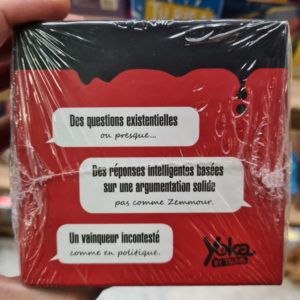 Des questions existentielles
ou presque...
Des réponses intelligentes basées
sur une argumentation solide
pas comme Zemmour.
Un vainqueur incontesté
comme en politique.
Yoka
BY